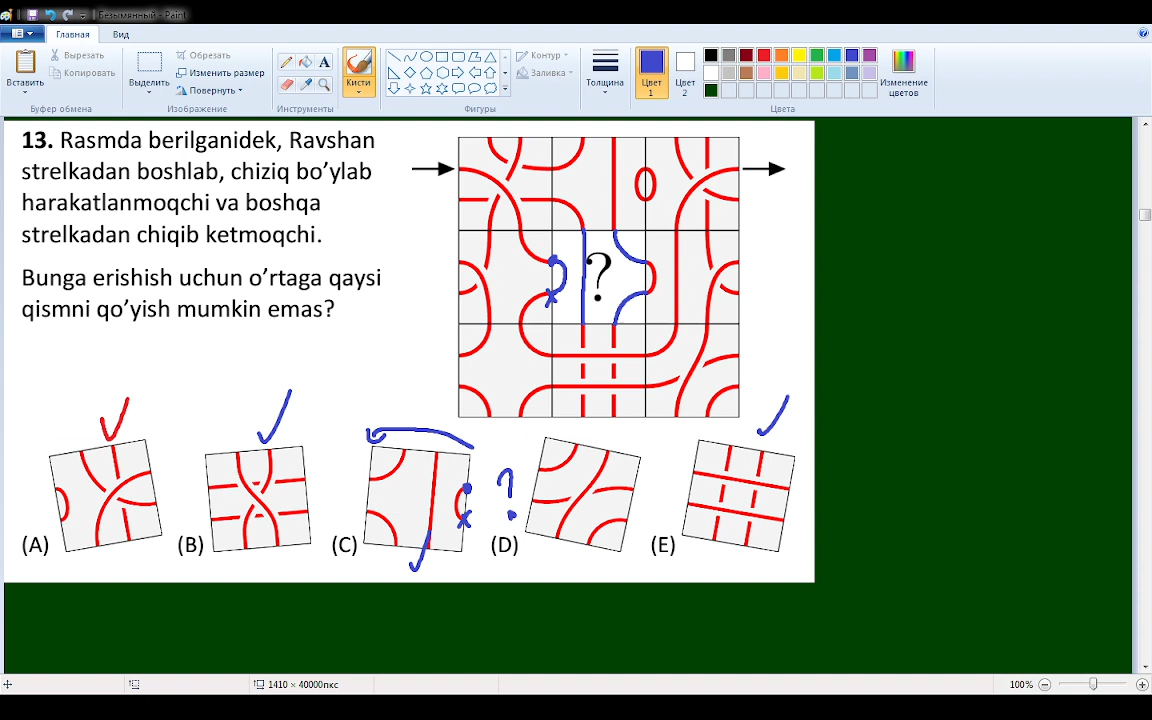 Безымянный - Paint
Главная
Вид
Вставить
Вырезать
Копировать
Буфер обмена
Выделить
Обрезать
Изменить размер
Повернуть
Изображение
A
Инструменты
Кисти
Контур
Заливка
Фигуры
Толщина
Цвет 1
Цвет 2
Изменение цветов
Цвета
13. Rasmda berilganidek, Ravshan
strelkadan boshlab, chiziq bo’ylab
harakatlanmoqchi va boshqa
strelkadan chiqib ketmoqchi.
Bunga erishish uchun o’rtaga qaysi
qismni qo’yish mumkin emas?
?
?
(A) (B) (C) (D) (E)
1410 × 40000пкс
100%